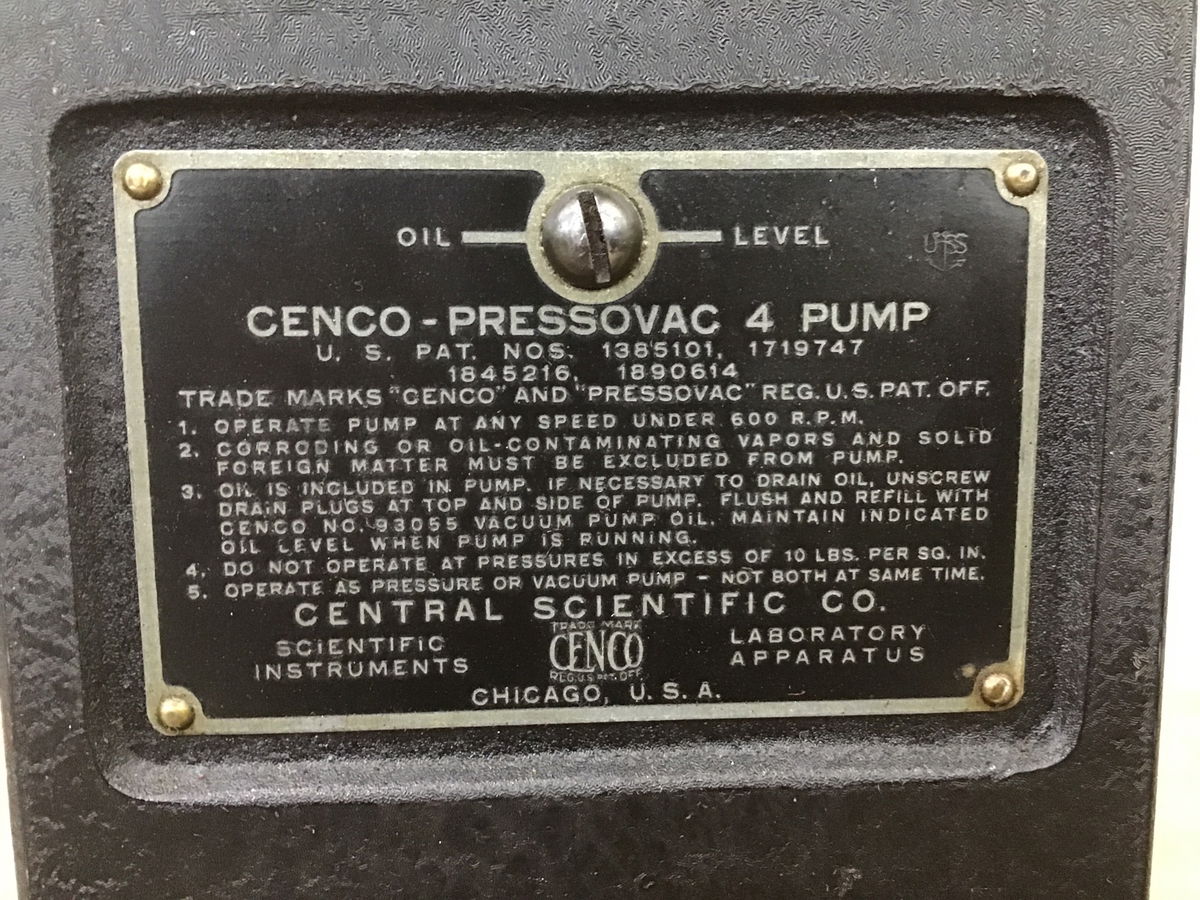 OIL LEVEL
CENCO-PRESSOVAC 4 PUMP
U. S. PAT. NOS. 1385101, 1719747
1845216, 1890614
TRADE MARKS "CENCO" AND "PRESSOVAC" REG. U.S. PAT. OFF.
1. OPERATE PUMP AT ANY SPEED UNDER 600 R.P.M.
2. CORRODING OR OIL-CONTAMINATING VAPORS AND SOLID
FOREIGN MATTER MUST BE EXCLUDED FROM PUMP.
3. OIL IS INCLUDED IN PUMP. IF NECESSARY TO DRAIN OIL, UNSCREW
DRAIN PLUGS AT TOP AND SIDE OF PUMP. FLUSH AND REFILL WITH
CENCO NO. 93055 VACUUM PUMP OIL. MAINTAIN INDICATED
OIL LEVEL WHEN PUMP IS RUNNING.
4. DO NOT OPERATE AT PRESSURES IN EXCESS OF 10 LBS. PER SQ. IN.
5. OPERATE AS PRESSURE OR VACUUM PUMP - NOT BOTH AT SAME TIME.
CENTRAL SCIENTIFIC CO.
SCIENTIFIC
INSTRUMENTS
TRADE MARK
CENCO
REG. U.S. PAT. OFF.
LABORATORY
APPARATUS
CHICAGO, U. S. A.